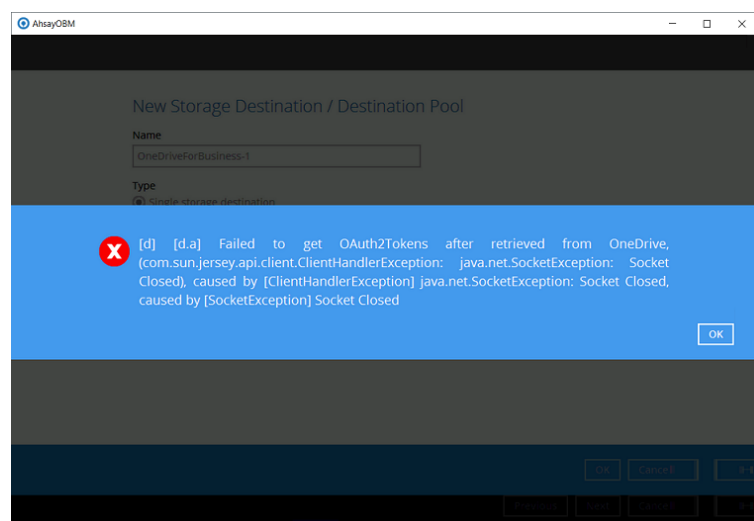 AhsayOBM
New Storage Destination / Destination Pool
Name
OneDriveForBusiness-1
Type
Single storage destination
[d] [d.a] Failed to get OAuth2Tokens after retrieved from OneDrive,
(com.sun.jersey.api.client.ClientHandlerException: java.net.SocketException: Socket
Closed), caused by [ClientHandlerException] java.net.SocketException: Socket Closed,
caused by [SocketException] Socket Closed
OK
OK Cancel
Previous Next Cancel